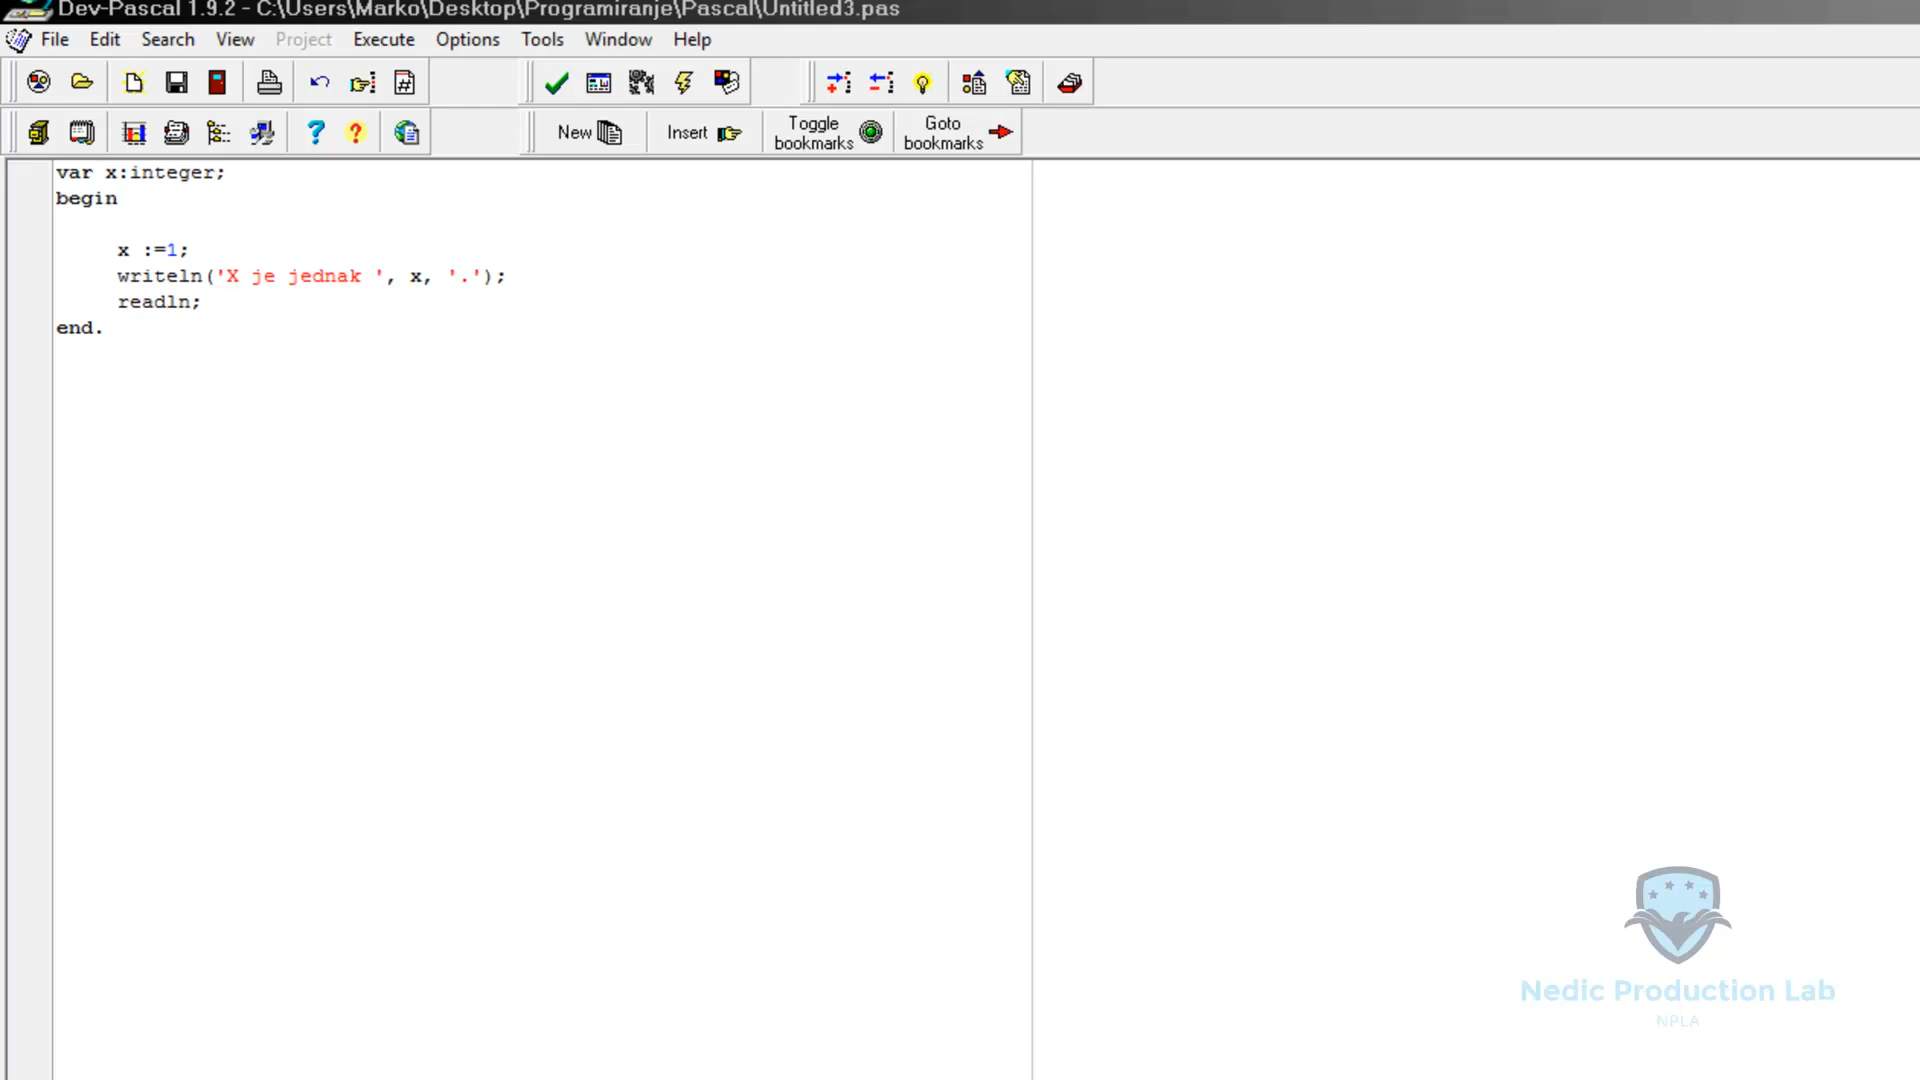 Dev-Pascal 1.9.2 - C:\Users\Marko\Desktop\Programiranje\Pascal\Untitled3.pas
File Edit Search View Project Execute Options Tools Window Help
New Insert Toggle bookmarks Goto bookmarks
var x:integer;
begin
x :=1;
writeln('X je jednak ', x, '.');
readln;
end.
Nedic Production Lab
NPLA